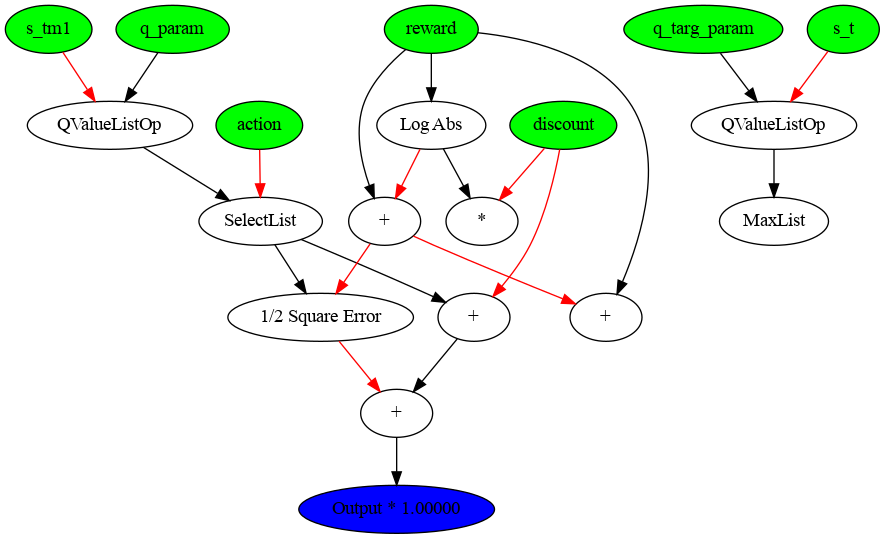 s_tm1
q_param
reward
q_targ_param
s_t
QValueListOp
action
Log Abs
discount
QValueListOp
SelectList
+
*
MaxList
1/2 Square Error
+
+
+
Output * 1.00000